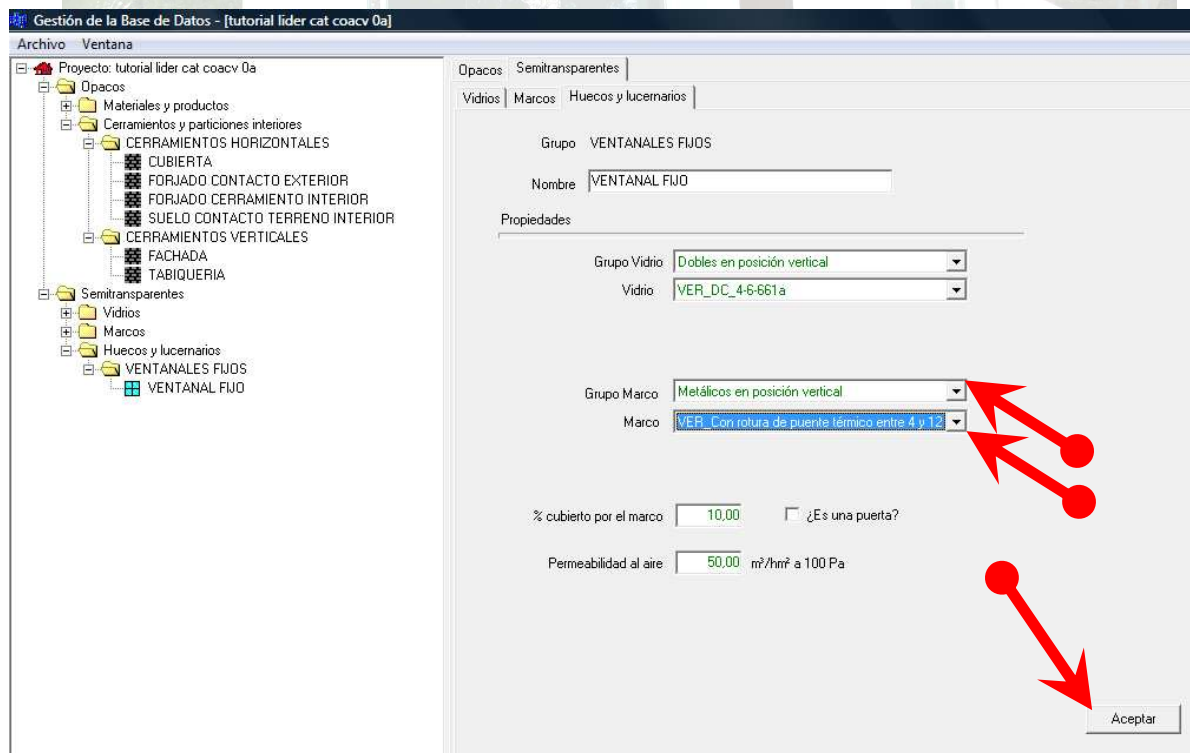 Gestión de la Base de Datos - [tutorial lider cat coacv 0a]
Archivo Ventana
Proyecto: tutorial lider cat coacv 0a
Opacos
Materiales y productos
Cerramientos y particiones interiores
CERRAMIENTOS HORIZONTALES
CUBIERTA
FORJADO CONTACTO EXTERIOR
FORJADO CERRAMIENTO INTERIOR
SUELO CONTACTO TERRENO INTERIOR
CERRAMIENTOS VERTICALES
FACHADA
TABIQUERIA
Semitransparentes
Vidrios
Marcos
Huecos y lucernarios
VENTANALES FIJOS
VENTANAL FIJO
Opacos Semitransparentes
Vidrios Marcos Huecos y lucernarios
Grupo VENTANALES FIJOS
Nombre VENTANAL FIJO
Propiedades
Grupo Vidrio Dobles en posición vertical
Vidrio VER_DC_4-6-661a
Grupo Marco Metálicos en posición vertical
Marco VER_Con rotura de puente térmico entre 4 y 12
% cubierto por el marco 10,00 ¿Es una puerta?
Permeabilidad al aire 50,00 m³/hm² a 100 Pa
Aceptar